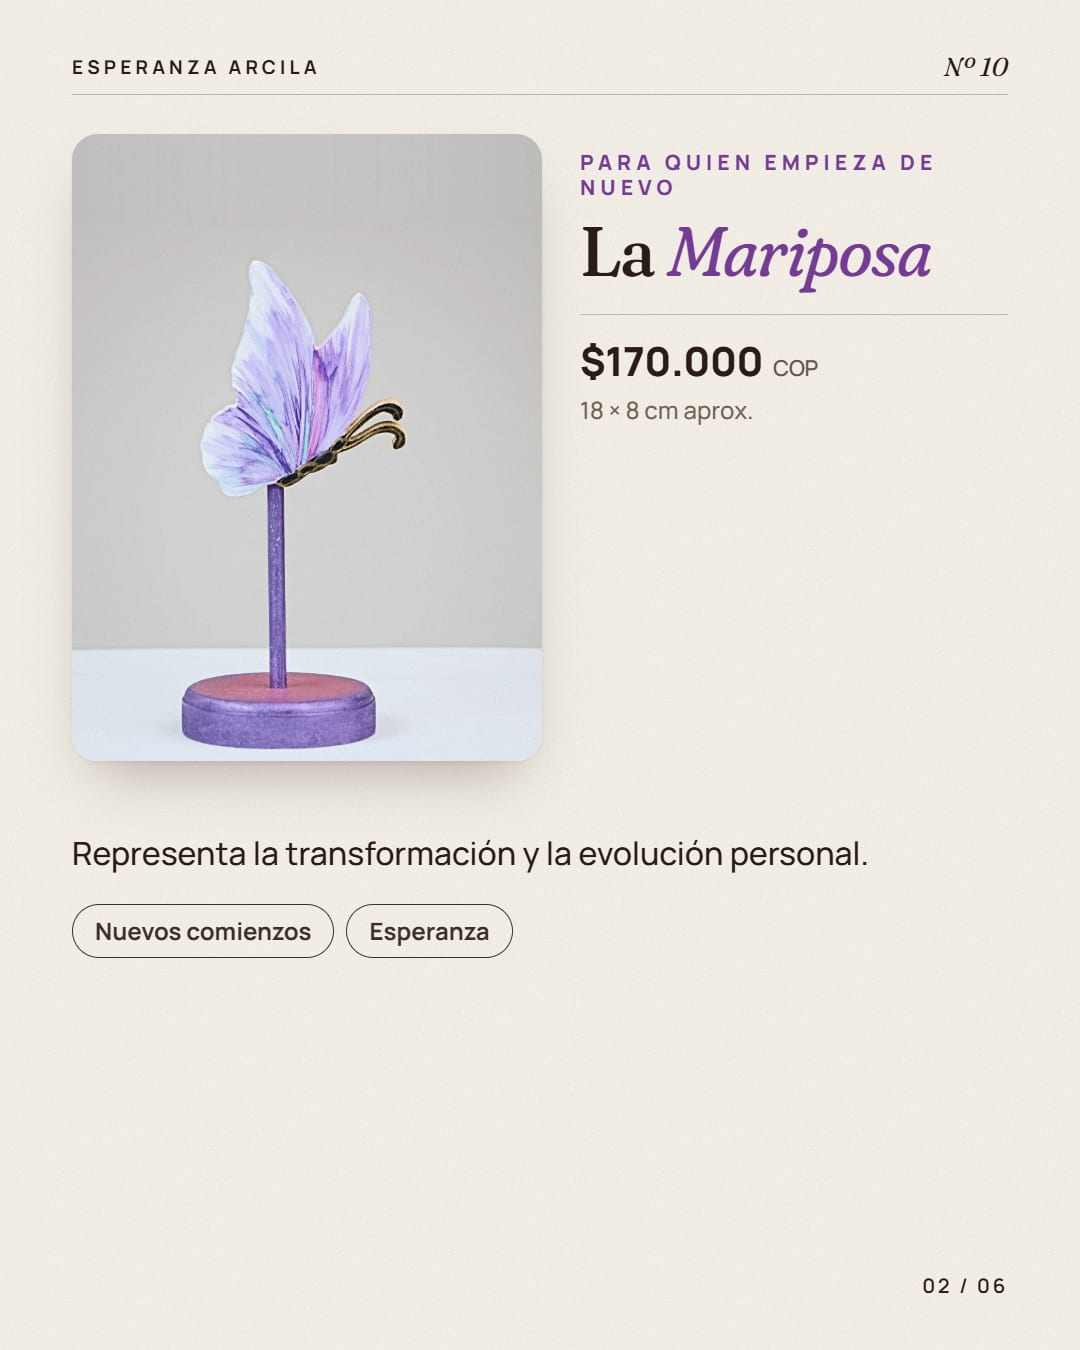 ESPERANZA ARCILA
Nº 10
PARA QUIEN EMPIEZA DE
NUEVO
La Mariposa
$170.000 COP
18 × 8 cm aprox.
Representa la transformación y la evolución personal.
Nuevos comienzos
Esperanza
02 / 06